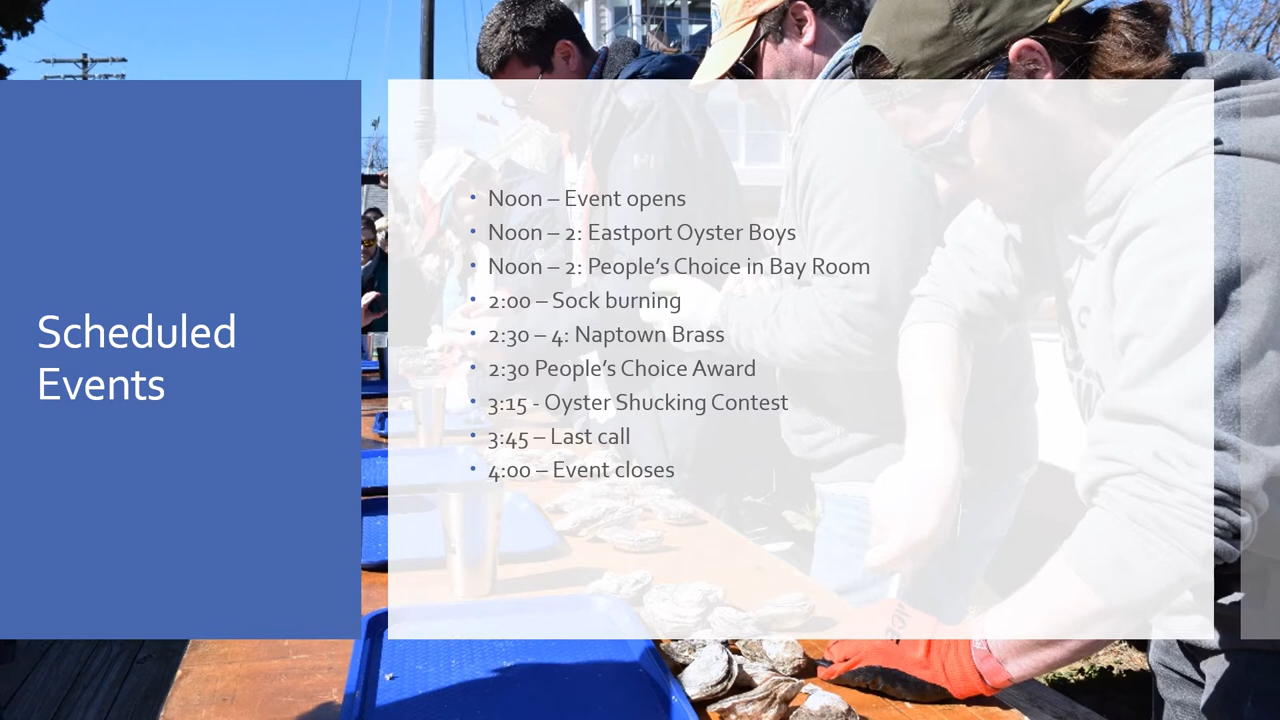 Scheduled
Events
• Noon – Event opens
• Noon – 2: Eastport Oyster Boys
• Noon – 2: People’s Choice in Bay Room
• 2:00 – Sock burning
• 2:30 – 4: Naptown Brass
• 2:30 People’s Choice Award
• 3:15 - Oyster Shucking Contest
• 3:45 – Last call
• 4:00 – Event closes